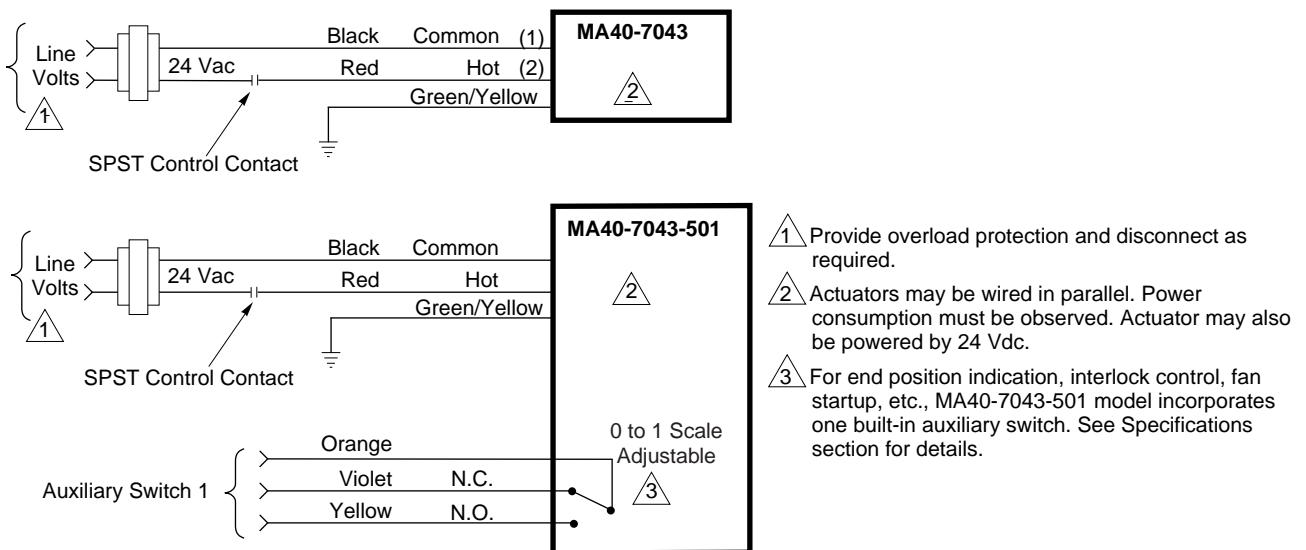 Black Common (1) MA40-7043
Line
Volts
24 Vac Red Hot (2)
2
Green/Yellow
1
SPST Control Contact
MA40-7043-501
Black Common
Line
Volts
24 Vac Red Hot
2
Green/Yellow
1
SPST Control Contact
0 to 1 Scale
Adjustable
3
Orange
Auxiliary Switch 1
Violet N.C.
Yellow N.O.
1 Provide overload protection and disconnect as
required.
2 Actuators may be wired in parallel. Power
consumption must be observed. Actuator may also
be powered by 24 Vdc.
3 For end position indication, interlock control, fan
startup, etc., MA40-7043-501 model incorporates
one built-in auxiliary switch. See Specifications
section for details.